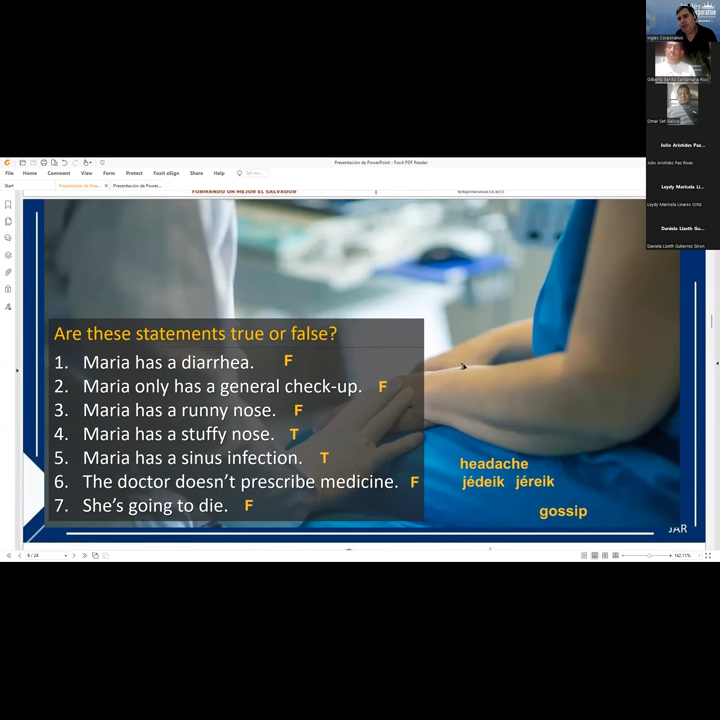 Presentación de PowerPoint - Foxit PDF Reader
File Home Comment View Form Protect Foxit eSign Share Help Tell me...
Start Presentación de Pow... Presentación de Power...
FORMANDO UN MEJOR EL SALVADOR
Are these statements true or false?
1. Maria has a diarrhea. F
2. Maria only has a general check-up. F
3. Maria has a runny nose. F
4. Maria has a stuffy nose. T
5. Maria has a sinus infection. T
6. The doctor doesn't prescribe medicine. F
7. She's going to die. F
headache
jédeik jéreik
gossip
JAR
9 / 24
142.11%
Ingles Corporativo
Omar Set Galicia
Julio Aristides Paz...
Julio Aristides Paz Rivas
Leydy Maricela Li...
Leydy Maricela Linares Ortiz
Daniela Lizeth Gu...
Daniela Lizeth Gutierrez Giron